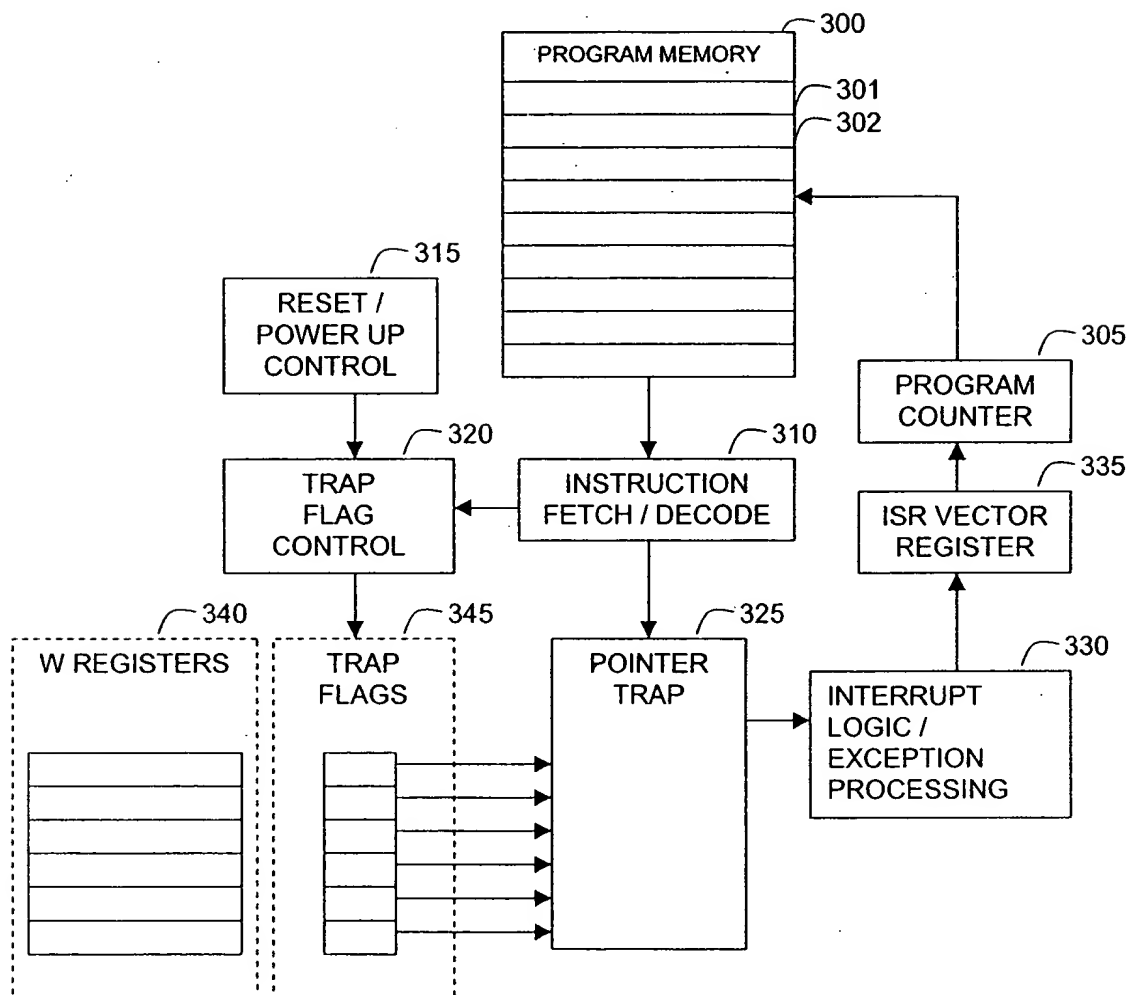 300
PROGRAM MEMORY
301
302
315
RESET /
POWER UP
CONTROL
305
PROGRAM
COUNTER
320
TRAP
FLAG
CONTROL
310
INSTRUCTION
FETCH / DECODE
335
ISR VECTOR
REGISTER
340
W REGISTERS
345
TRAP
FLAGS
325
POINTER
TRAP
330
INTERRUPT
LOGIC /
EXCEPTION
PROCESSING